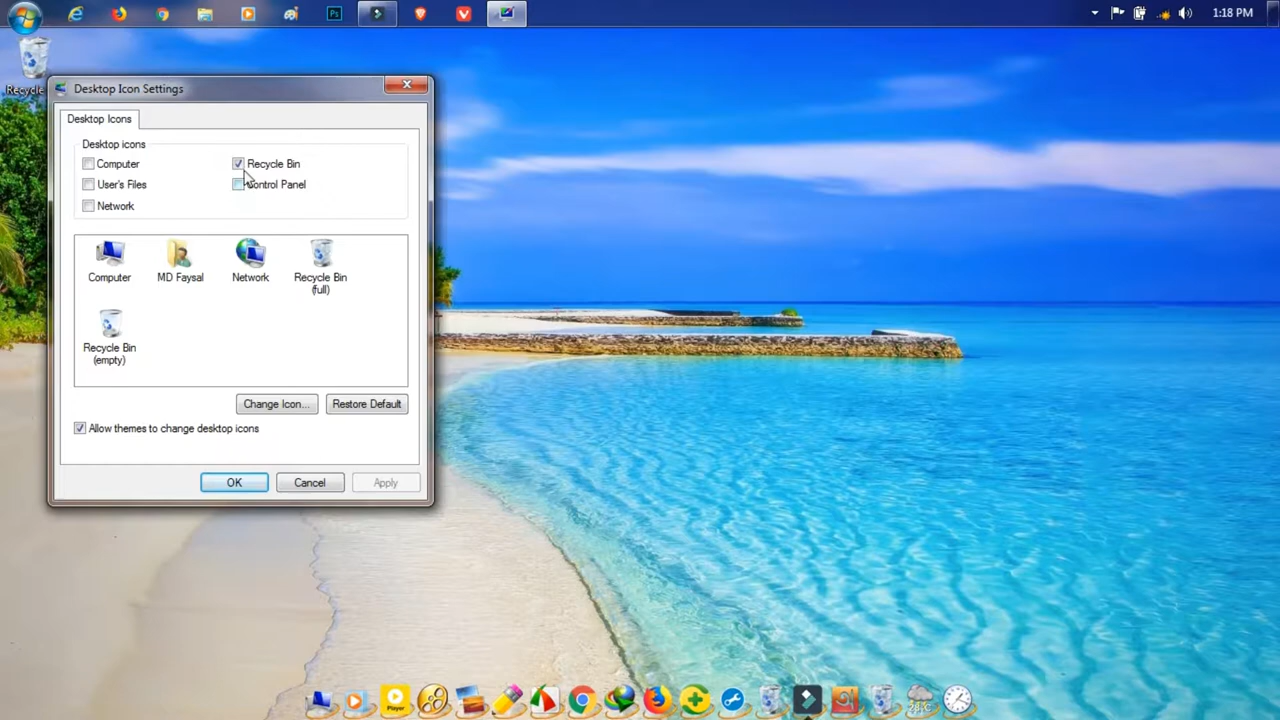 Ps
1:18 PM
Recycle
Desktop Icon Settings
Desktop Icons
Desktop icons
Computer
Recycle Bin
User's Files
Control Panel
Network
Computer
MD Faysal
Network
Recycle Bin
(full)
Recycle Bin
(empty)
Change Icon...
Restore Default
Allow themes to change desktop icons
OK
Cancel
Apply
Player